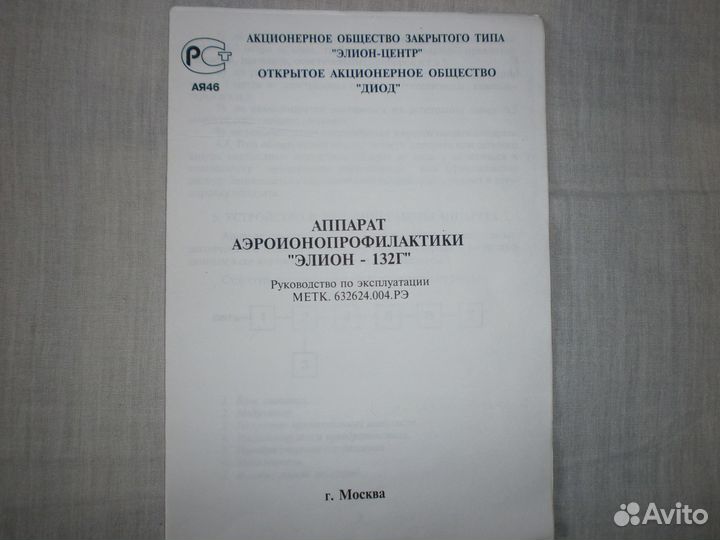 АКЦИОНЕРНОЕ ОБЩЕСТВО ЗАКРЫТОГО ТИПА
"ЭЛИОН-ЦЕНТР"
ОТКРЫТОЕ АКЦИОНЕРНОЕ ОБЩЕСТВО
"ДИОД"
РСТ
АЯ46
АППАРАТ
АЭРОИОНОПРОФИЛАКТИКИ
"ЭЛИОН - 132Г"
Руководство по эксплуатации
МЕТК. 632624.004.РЭ
г. Москва
Avito